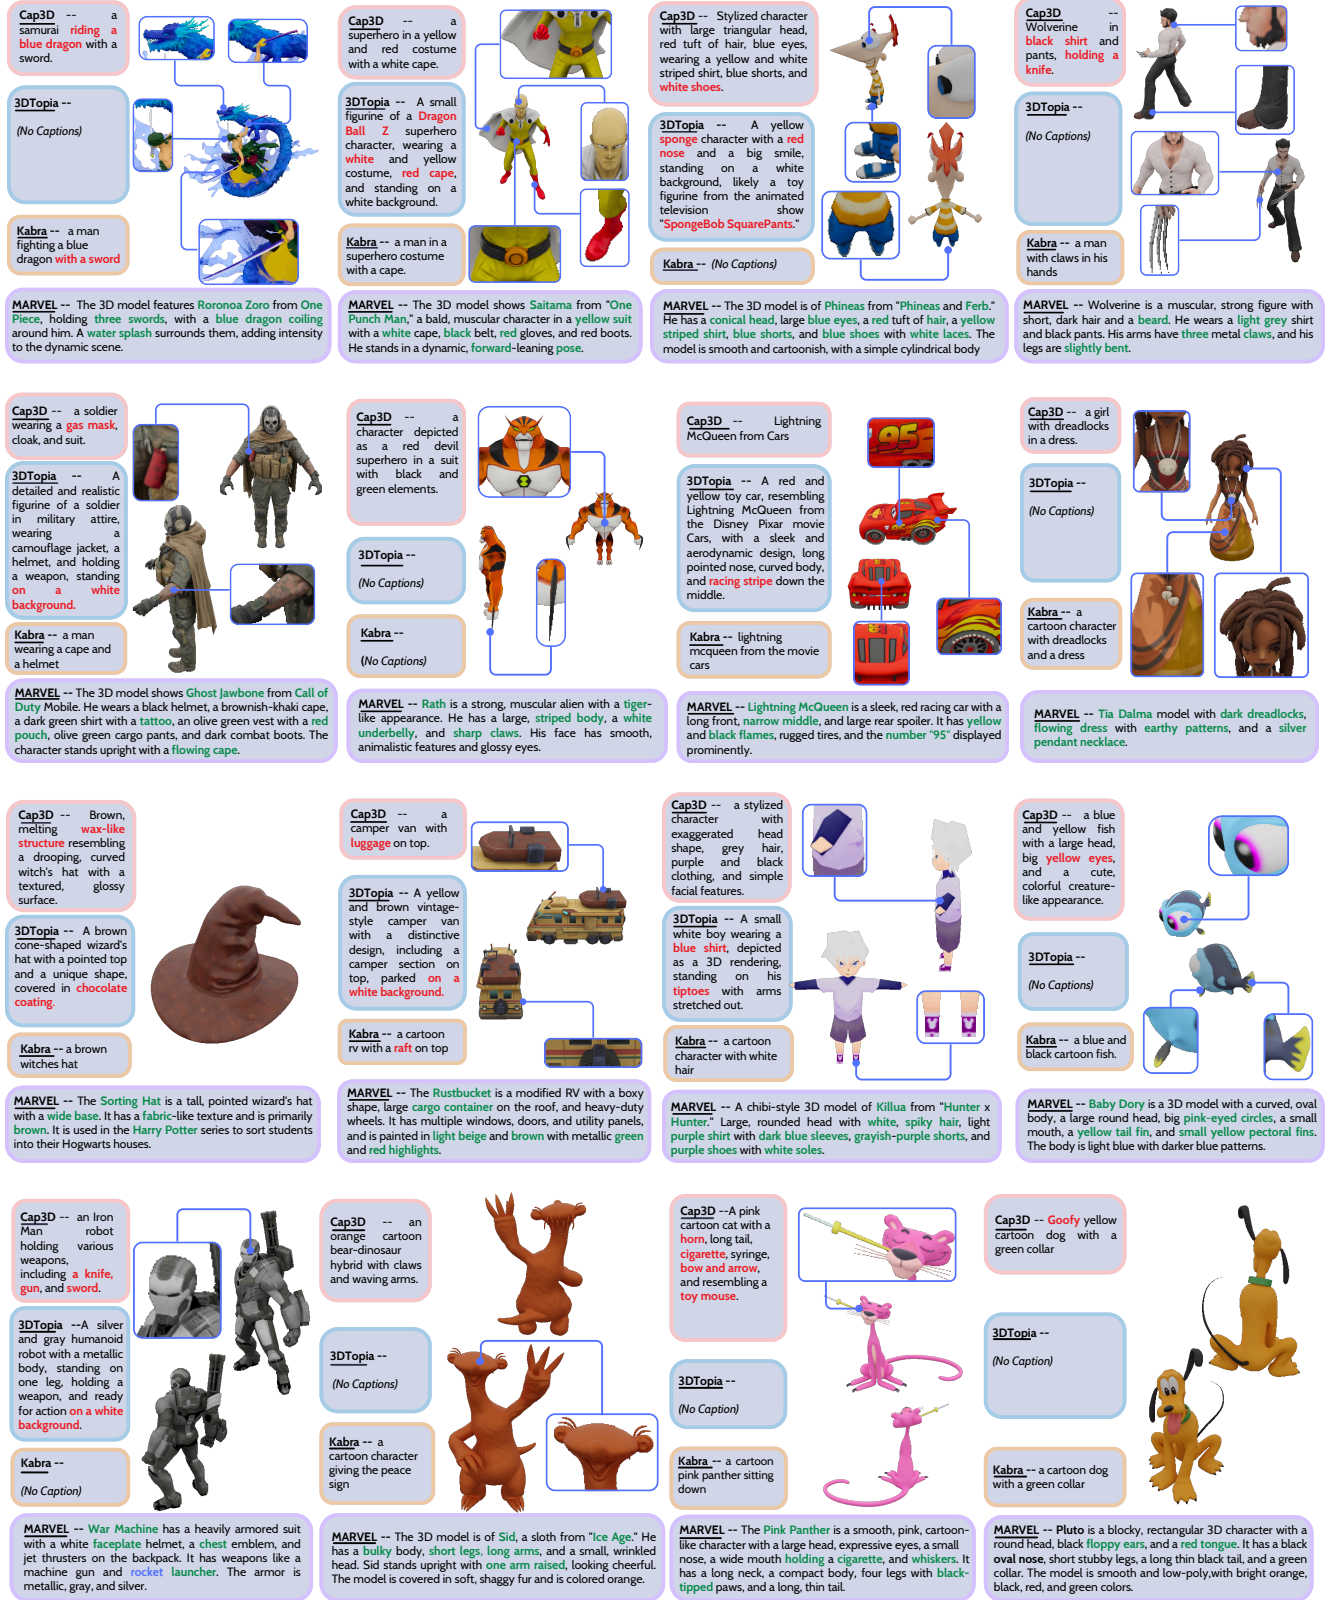 Cap3D -- a
samurai riding a
blue dragon with a
sword.
3DTopia --
(No Captions)
Kabra -- a man
fighting a blue
dragon with a sword
MARVEL -- The 3D model features Roronoa Zoro from One
Piece, holding three swords, with a blue dragon coiling
around him. A water splash surrounds them, adding intensity
to the dynamic scene.
Cap3D -- a
superhero in a yellow
and red costume
with a white cape.
3DTopia -- A small
figurine of a Dragon
Ball Z superhero
character, wearing a
white and yellow
costume, red cape,
and standing on a
white background.
Kabra -- a man in a
superhero costume
with a cape.
MARVEL -- The 3D model shows Saitama from "One
Punch Man," a bald, muscular character in a yellow suit
with a white cape, black belt, red gloves, and red boots.
He stands in a dynamic, forward-leaning pose.
Cap3D -- Stylized character
with large triangular head,
red tuft of hair, blue eyes,
wearing a yellow and white
striped shirt, blue shorts, and
white shoes.
3DTopia -- A yellow
sponge character with a red
nose and a big smile,
standing on a white
background, likely a toy
figurine from the animated
television show
"SpongeBob SquarePants."
Kabra -- (No Captions)
MARVEL -- The 3D model is of Phineas from "Phineas and Ferb."
He has a conical head, large blue eyes, a red tuft of hair, a yellow
striped shirt, blue shorts, and blue shoes with white laces. The
model is smooth and cartoonish, with a simple cylindrical body
Cap3D --
Wolverine in
black shirt and
pants, holding a
knife.
3DTopia --
(No Captions)
Kabra -- a man
with claws in his
hands
MARVEL -- Wolverine is a muscular, strong figure with
short, dark hair and a beard. He wears a light grey shirt
and black pants. His arms have three metal claws, and his
legs are slightly bent.
Cap3D -- a soldier
wearing a gas mask,
cloak, and suit.
3DTopia -- A
detailed and realistic
figurine of a soldier
in military attire,
wearing a
camouflage jacket, a
helmet, and holding
a weapon, standing
on a white
background.
Kabra -- a man
wearing a cape and
a helmet
MARVEL -- The 3D model shows Ghost Jawbone from Call of
Duty Mobile. He wears a black helmet, a brownish-khaki cape,
a dark green shirt with a tattoo, an olive green vest with a red
pouch, olive green cargo pants, and dark combat boots. The
character stands upright with a flowing cape.
Cap3D -- a
character depicted
as a red devil
superhero in a suit
with black and
green elements.
3DTopia --
(No Captions)
Kabra --
(No Captions)
MARVEL -- Rath is a strong, muscular alien with a tiger-
like appearance. He has a large, striped body, a white
underbelly, and sharp claws. His face has smooth,
animalistic features and glossy eyes.
Cap3D -- Lightning
McQueen from Cars
95
3DTopia -- A red and
yellow toy car, resembling
Lightning McQueen from
the Disney Pixar movie
Cars, with a sleek and
aerodynamic design, long
pointed nose, curved body,
and racing stripe down the
middle.
Kabra -- lightning
mcqueen from the movie
cars
MARVEL -- Lightning McQueen is a sleek, red racing car with a
long front, narrow middle, and large rear spoiler. It has yellow
and black flames, rugged tires, and the number "95" displayed
prominently.
Cap3D -- a girl
with dreadlocks
in a dress.
3DTopia --
(No Captions)
Kabra -- a
cartoon character
with dreadlocks
and a dress
MARVEL -- Tia Dalma model with dark dreadlocks,
flowing dress with earthy patterns, and a silver
pendant necklace.
Cap3D -- Brown,
melting wax-like
structure resembling
a drooping, curved
witch's hat with a
textured, glossy
surface.
3DTopia -- A brown
cone-shaped wizard's
hat with a pointed top
and a unique shape,
covered in chocolate
coating.
Kabra -- a brown
witches hat
MARVEL -- The Sorting Hat is a tall, pointed wizard's hat
with a wide base. It has a fabric-like texture and is primarily
brown. It is used in the Harry Potter series to sort students
into their Hogwarts houses.
Cap3D -- a
camper van with
luggage on top.
3DTopia -- A yellow
and brown vintage-
style camper van
with a distinctive
design, including a
camper section on
top, parked on a
white background.
Kabra -- a cartoon
rv with a raft on top
MARVEL -- The Rustbucket is a modified RV with a boxy
shape, large cargo container on the roof, and heavy-duty
wheels. It has multiple windows, doors, and utility panels,
and is painted in light beige and brown with metallic green
and red highlights.
Cap3D -- a stylized
character with
exaggerated head
shape, grey hair,
purple and black
clothing, and simple
facial features.
3DTopia -- A small
white boy wearing a
blue shirt, depicted
as a 3D rendering,
standing on his
tiptoes with arms
stretched out.
Kabra -- a cartoon
character with white
hair
MARVEL -- A chibi-style 3D model of Killua from "Hunter x
Hunter." Large, rounded head with white, spiky hair, light
purple shirt with dark blue sleeves, grayish-purple shorts, and
purple shoes with white soles.
Cap3D -- a blue
and yellow fish
with a large head,
big yellow eyes,
and a cute,
colorful creature-
like appearance.
3DTopia --
(No Captions)
Kabra -- a blue and
black cartoon fish.
MARVEL -- Baby Dory is a 3D model with a curved, oval
body, a large round head, big pink-eyed circles, a small
mouth, a yellow tail fin, and small yellow pectoral fins.
The body is light blue with darker blue patterns.
Cap3D -- an Iron
Man robot
holding various
weapons,
including a knife,
gun, and sword.
3DTopia --A silver
and gray humanoid
robot with a metallic
body, standing on
one leg, holding a
weapon, and ready
for action on a white
background.
Kabra --
(No Caption)
MARVEL -- War Machine has a heavily armored suit
with a white faceplate helmet, a chest emblem, and
jet thrusters on the backpack. It has weapons like a
machine gun and rocket launcher. The armor is
metallic, gray, and silver.
Cap3D -- an
orange cartoon
bear-dinosaur
hybrid with claws
and waving arms.
3DTopia --
(No Captions)
Kabra -- a
cartoon character
giving the peace
sign
MARVEL -- The 3D model is of Sid, a sloth from "Ice Age." He
has a bulky body, short legs, long arms, and a small, wrinkled
head. Sid stands upright with one arm raised, looking cheerful.
The model is covered in soft, shaggy fur and is colored orange.
Cap3D --A pink
cartoon cat with a
horn, long tail,
cigarette, syringe,
bow and arrow,
and resembling a
toy mouse.
3DTopia --
(No Caption)
Kabra -- a cartoon
pink panther sitting
down
MARVEL -- The Pink Panther is a smooth, pink, cartoon-
like character with a large head, expressive eyes, a small
nose, a wide mouth holding a cigarette, and whiskers. It
has a long neck, a compact body, four legs with black-
tipped paws, and a long, thin tail.
Cap3D -- Goofy yellow
cartoon dog with a
green collar
3DTopia --
(No Caption)
Kabra -- a cartoon dog
with a green collar
MARVEL -- Pluto is a blocky, rectangular 3D character with a
round head, black floppy ears, and a red tongue. It has a black
oval nose, short stubby legs, a long thin black tail, and a green
collar. The model is smooth and low-poly,with bright orange,
black, red, and green colors.